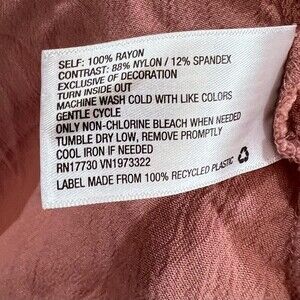 SELF: 100% RAYON
CONTRAST: 88% NYLON / 12% SPANDEX
EXCLUSIVE OF DECORATION
TURN INSIDE OUT
MACHINE WASH COLD WITH LIKE COLORS
GENTLE CYCLE
ONLY NON-CHLORINE BLEACH WHEN NEEDED
TUMBLE DRY LOW, REMOVE PROMPTLY
COOL IRON IF NEEDED
RN17730 VN1973322
LABEL MADE FROM 100% RECYCLED PLASTIC